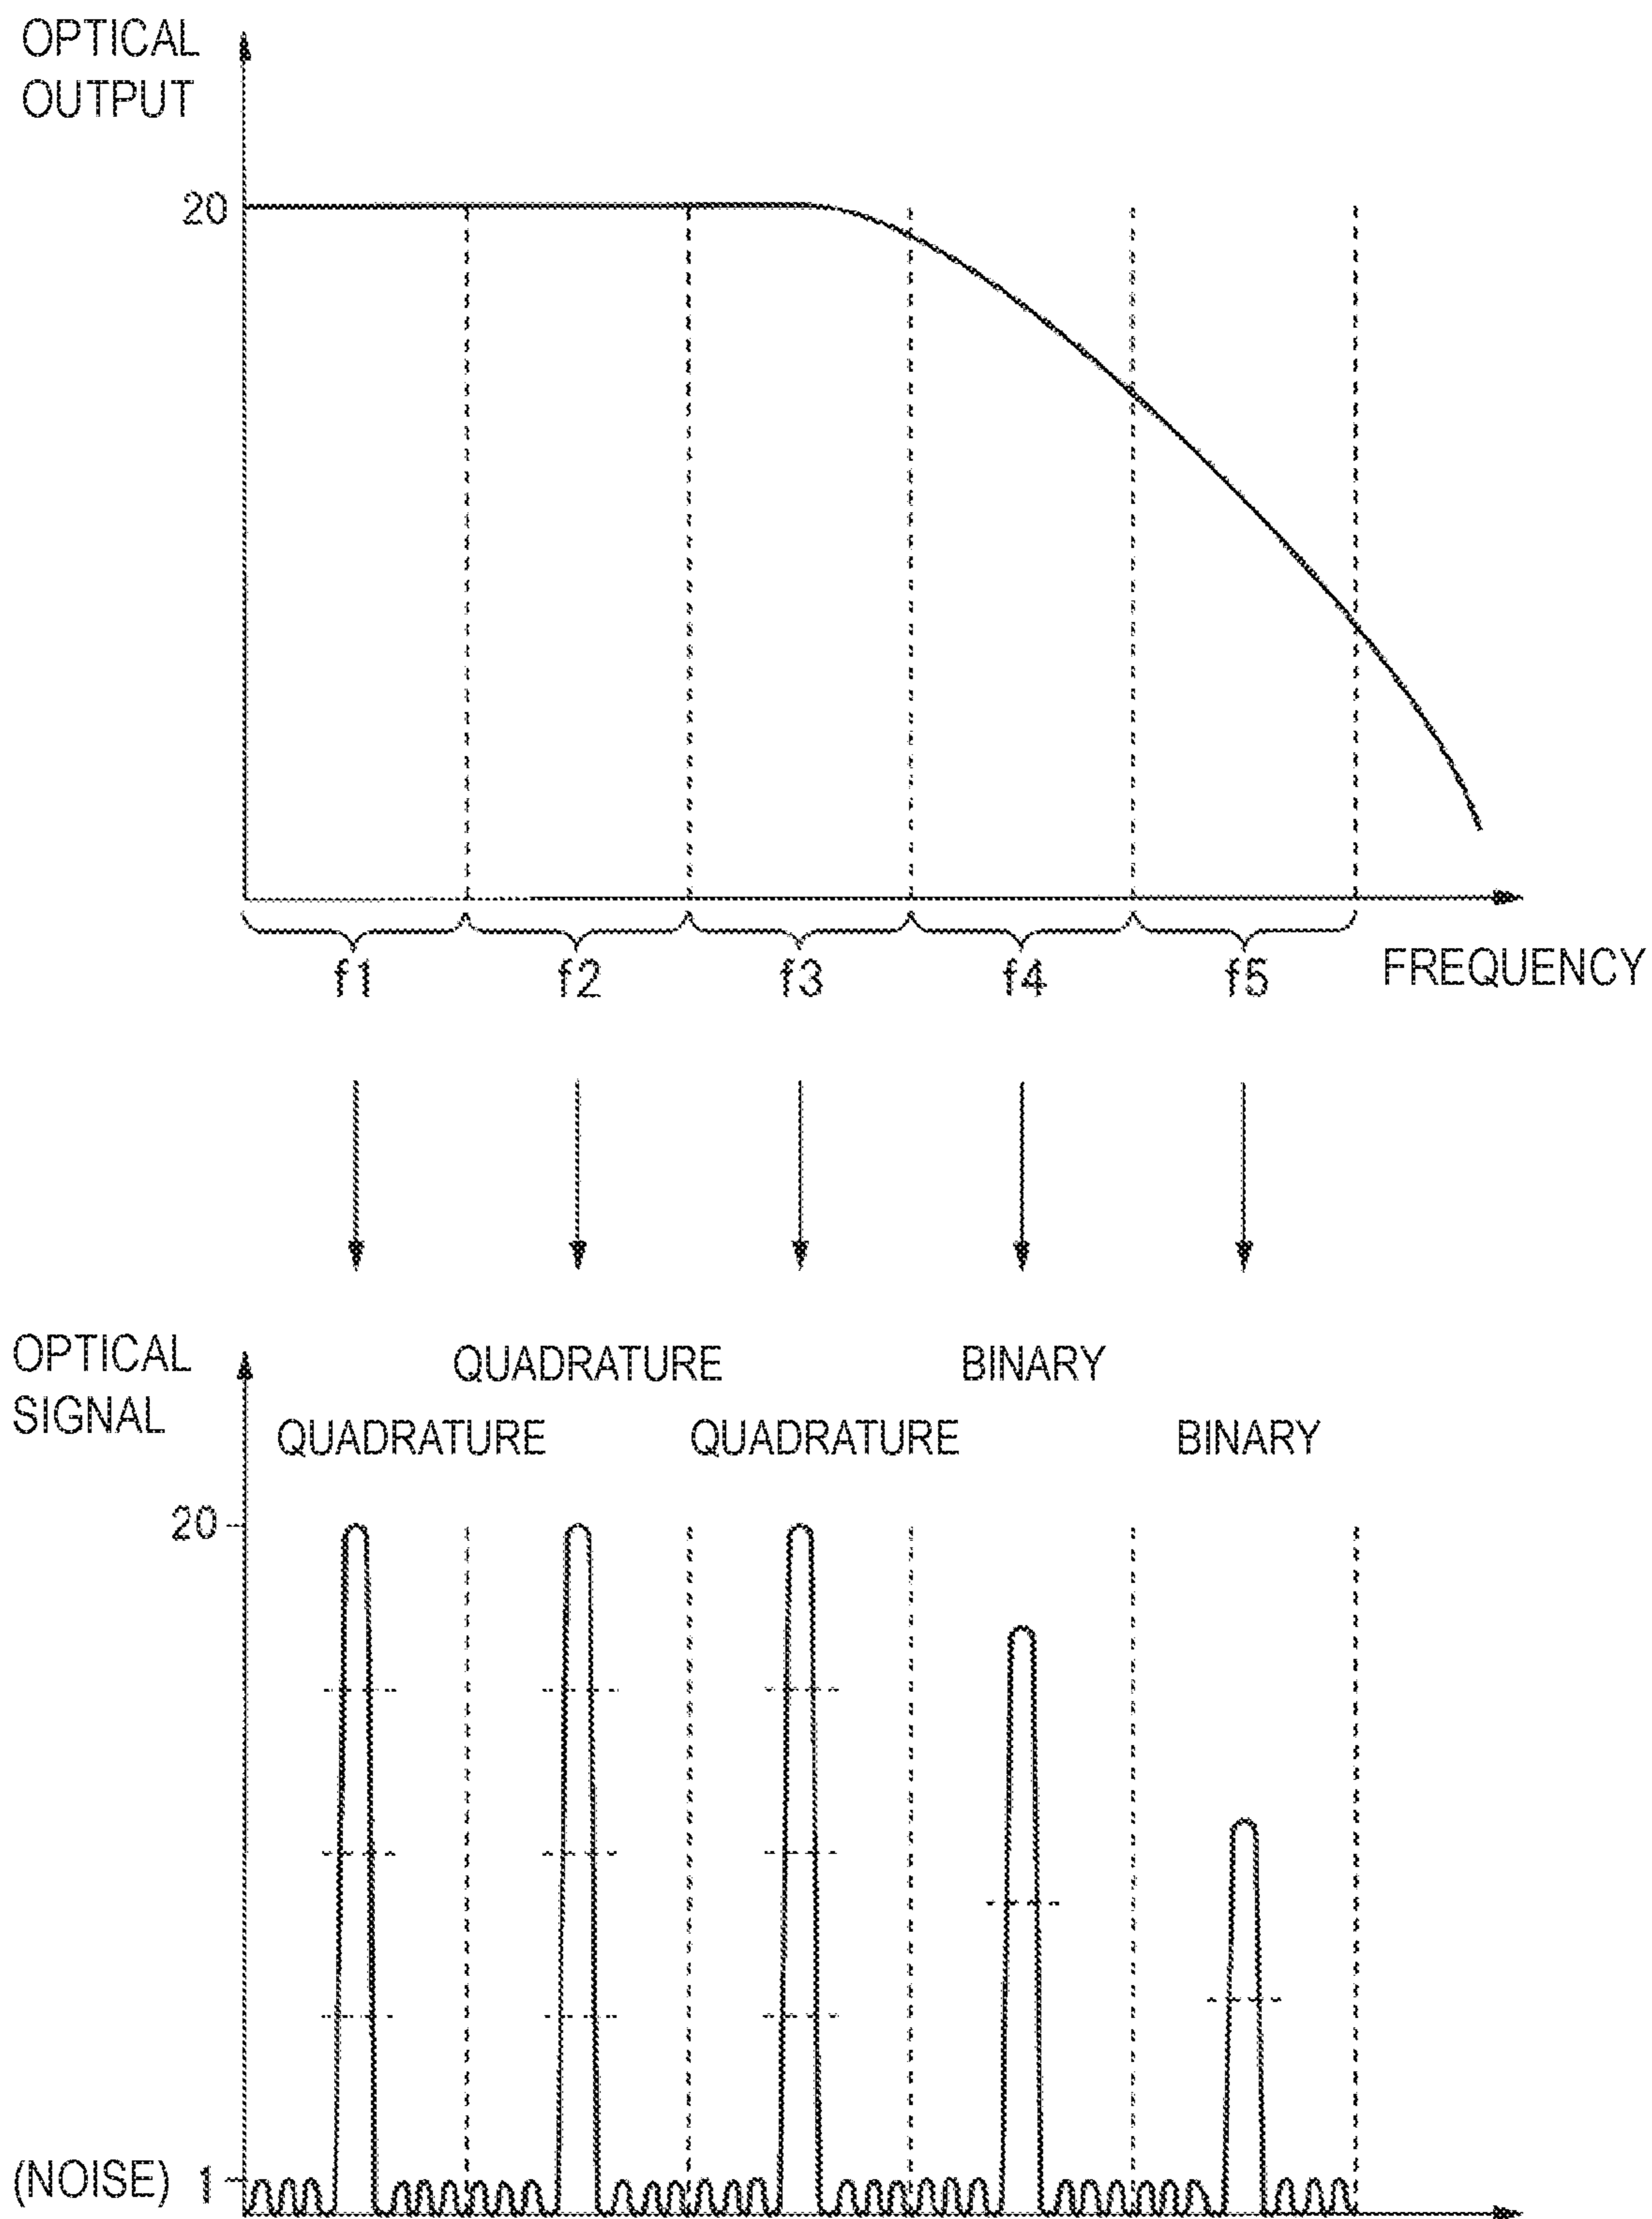 OPTICAL
OUTPUT
20
f1 f2 f3 f4 f5 FREQUENCY
OPTICAL
SIGNAL
QUADRATURE BINARY
QUADRATURE QUADRATURE BINARY
20
(NOISE) 1